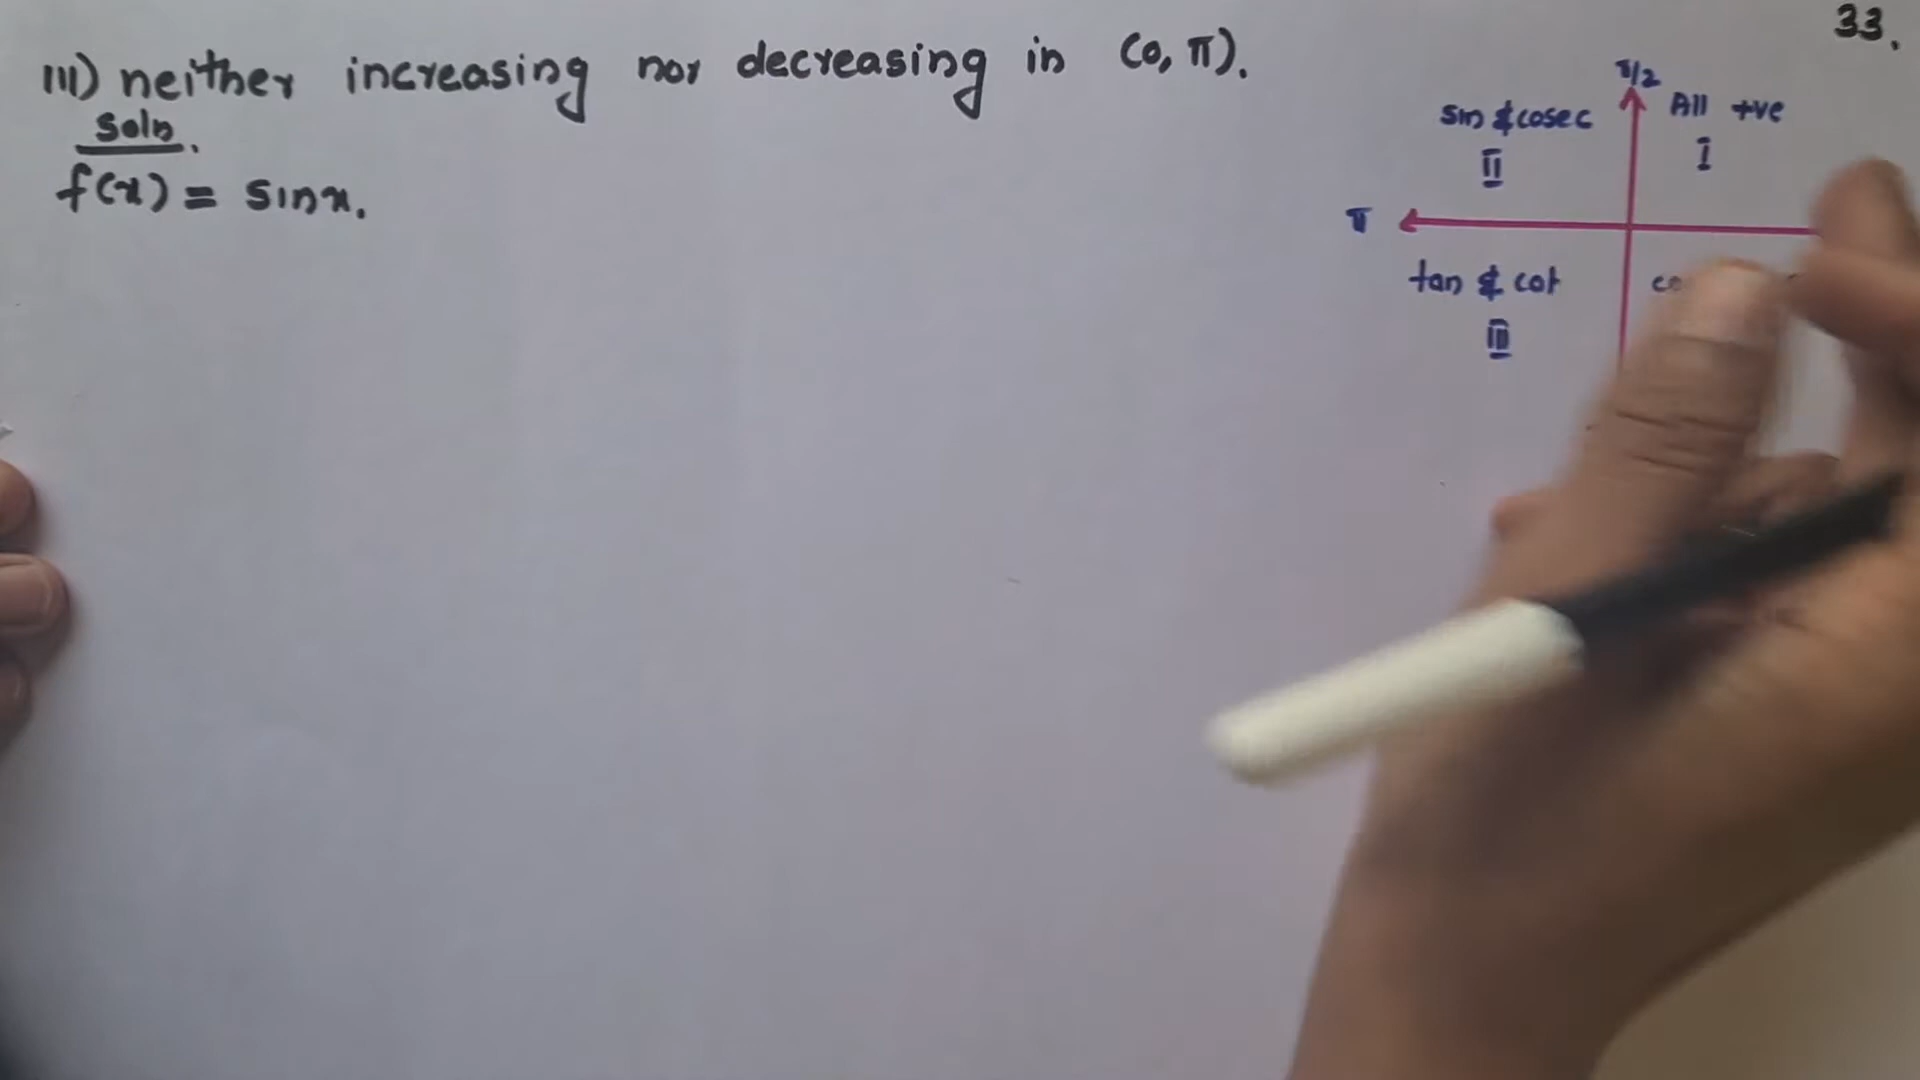 33.
III) neither increasing nor decreasing in (0, π).
soln.
f(x) = sinx.
π/2
sin & cosec
All +ve
II
I
π
tan & cot
III